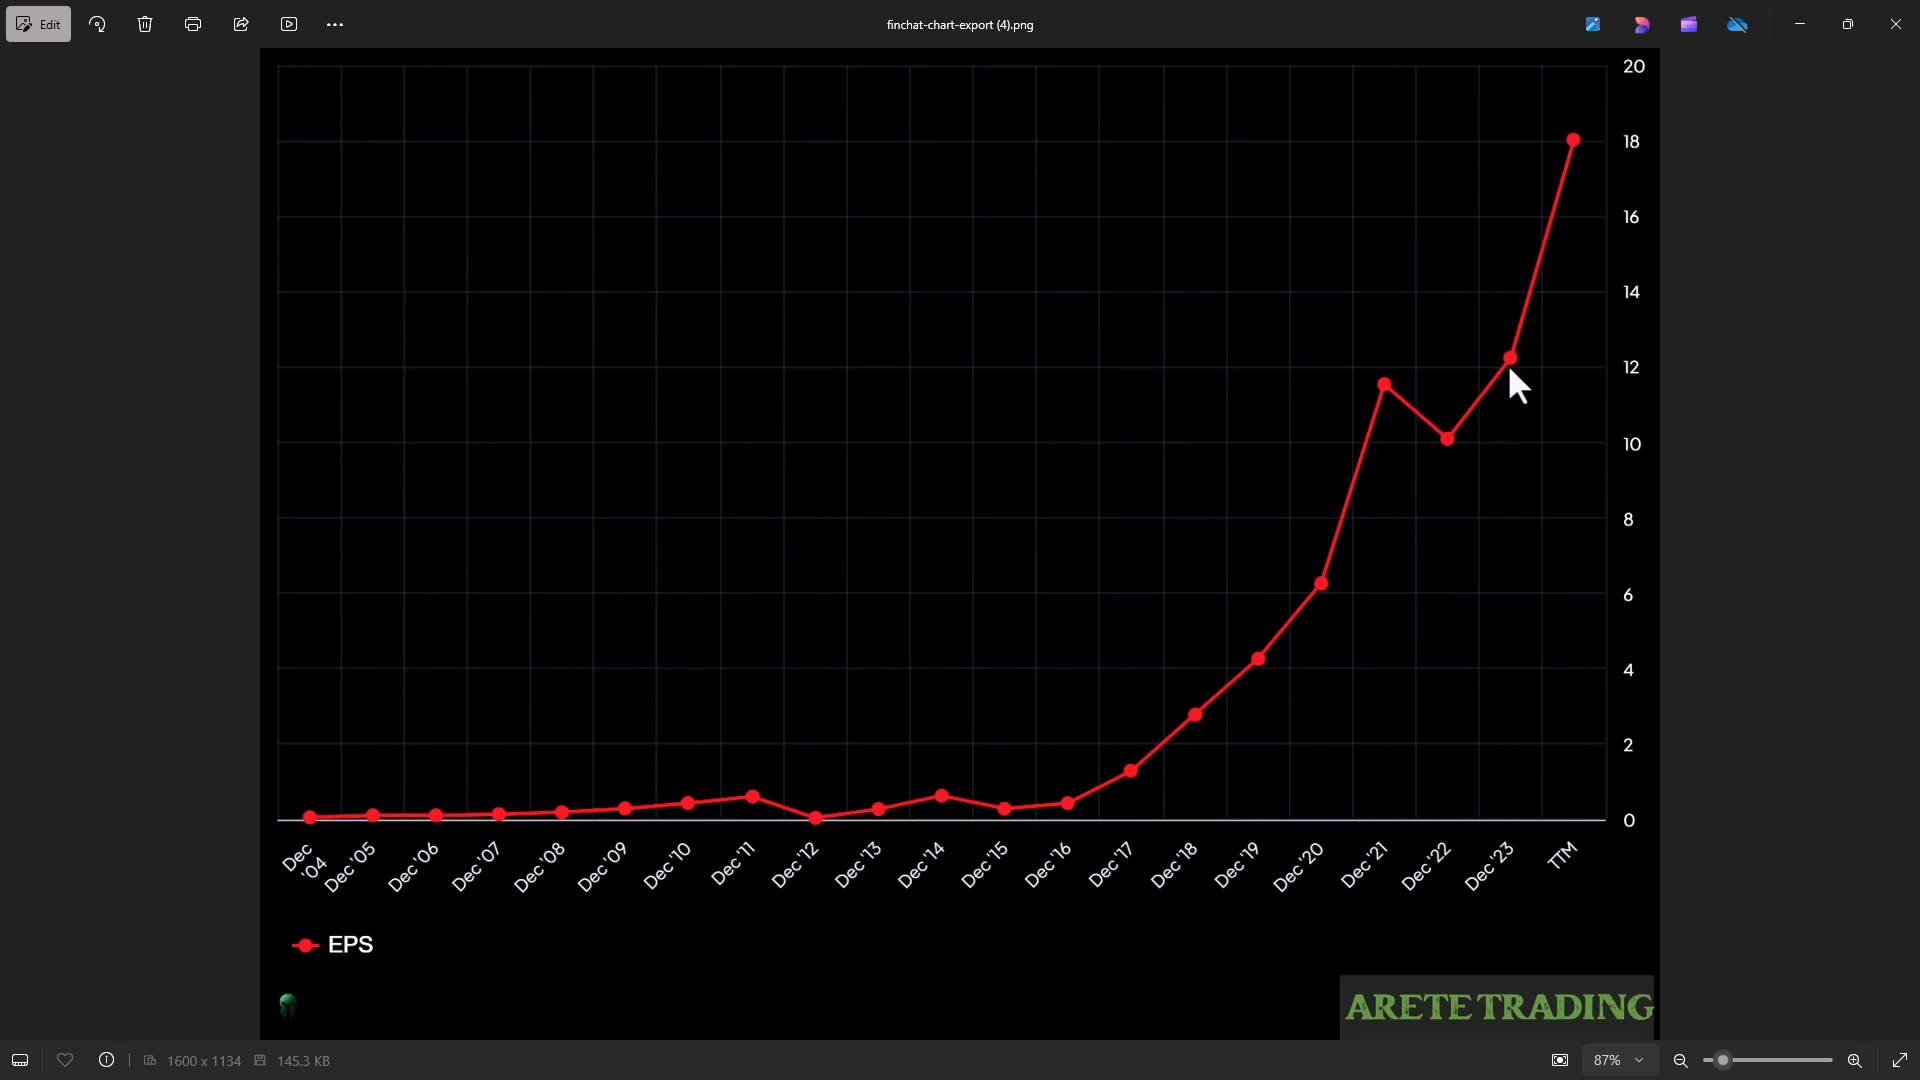 Edit
finchat-chart-export (4).png
20
18
16
14
12
10
8
6
4
2
0
Dec '04
Dec '05
Dec '06
Dec '07
Dec '08
Dec '09
Dec '10
Dec '11
Dec '12
Dec '13
Dec '14
Dec '15
Dec '16
Dec '17
Dec '18
Dec '19
Dec '20
Dec '21
Dec '22
Dec '23
TTM
EPS
ARETE TRADING
1600 x 1134
145.3 KB
87%